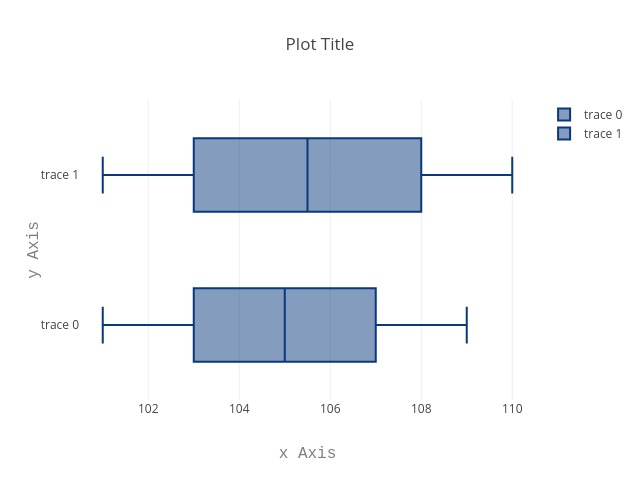 Plot Title
trace 0
trace 1
trace 1
trace 0
y Axis
102 104 106 108 110
x Axis